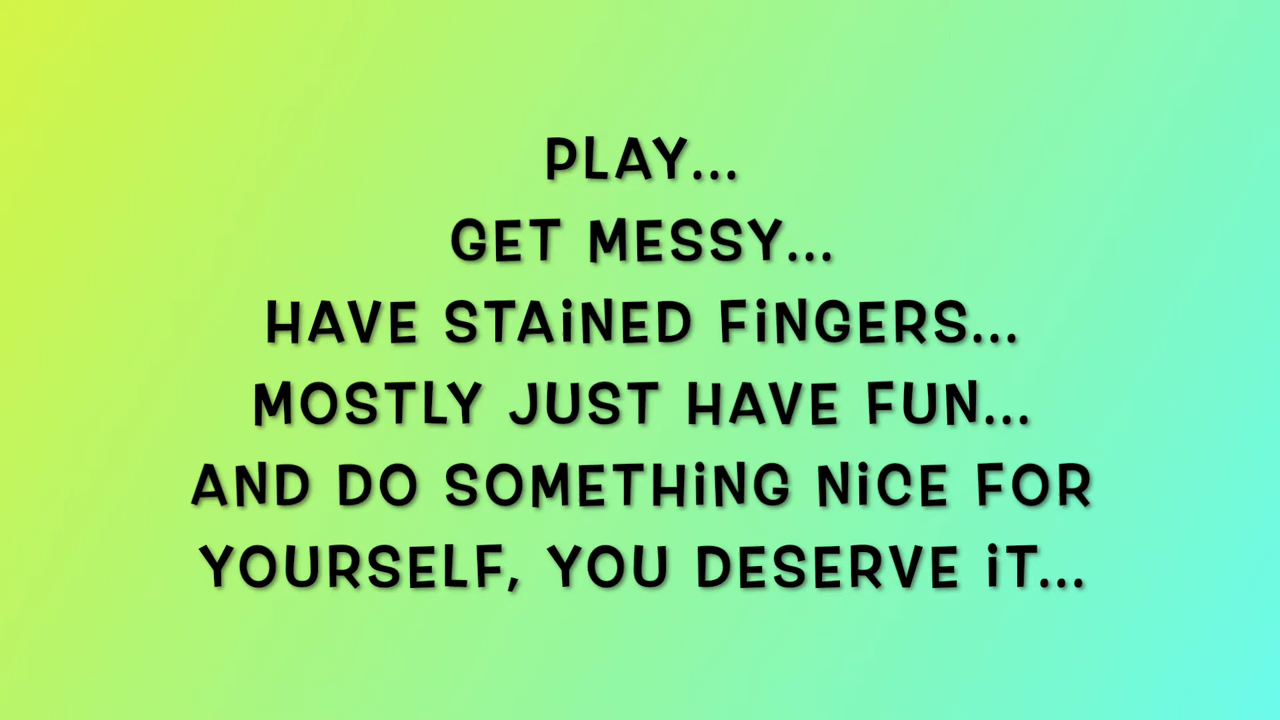 PLAY...
GET MESSY...
HAVE STAiNED FiNGERS...
MOSTLY JUST HAVE FUN...
AND DO SOMETHiNG NiCE FOR
YOURSELF, YOU DESERVE iT...